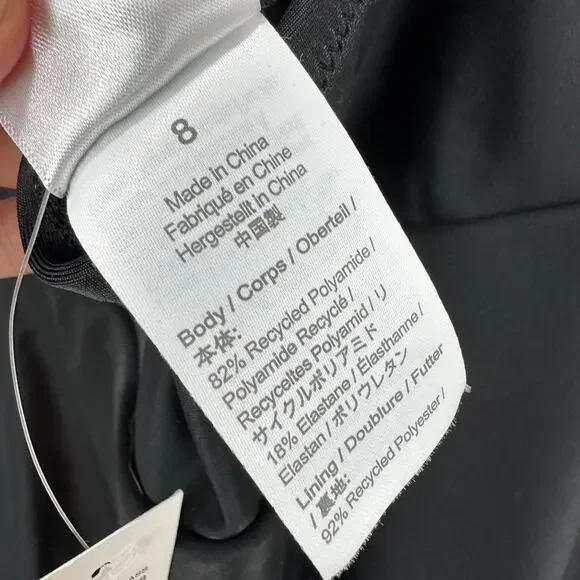 8
Made in China
Fabriqué en Chine
Hergestellt in China
中国製
Body / Corps / Oberteil /
本体:
82% Recycled Polyamide /
Polyamide Recyclé /
Recyceltes Polyamid / リ
サイクルポリアミド
18% Elastane / Élasthanne /
Elastan / ポリウレタン
Lining / Doublure / Futter
/ 裏地:
92% Recycled Polyester /